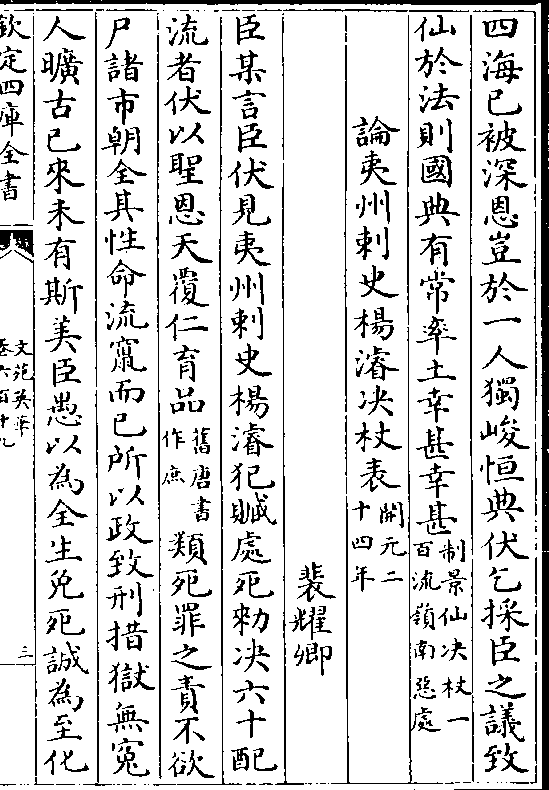 四海已被深恩豈於一人獨峻恒典伏乞採臣之議致
仙於法則國典有常率土幸甚幸甚制景仙决杖一百流嶺南惡處
論夷州刺史楊濬决杖表開元二十四年
裴耀卿
臣某言臣伏見夷州刺史楊濬犯贓處死敕决六十配
流者伏以聖恩天覆仁育品舊唐書作庶類死罪之責不欲
尸諸市朝全其性命流竄而已所以政致刑措獄無寃
人曠古已來未有斯美臣愚以為全生免死誠為至化
欽定四庫全書
文苑英華
卷六百十九
三